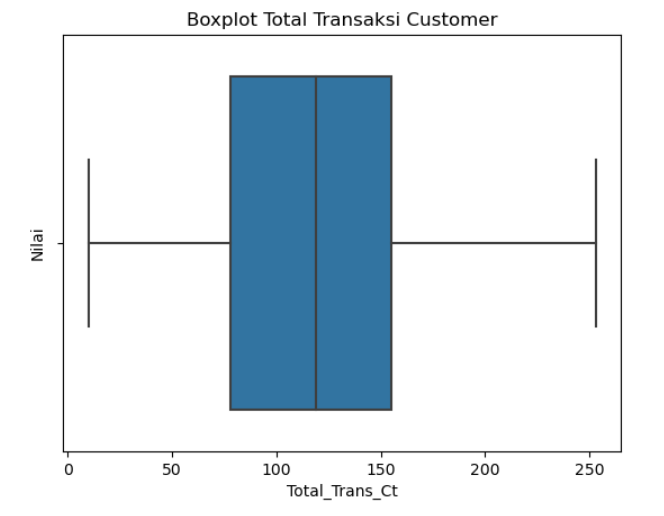 Boxplot Total Transaksi Customer
Nilai
0 50 100 150 200 250
Total_Trans_Ct